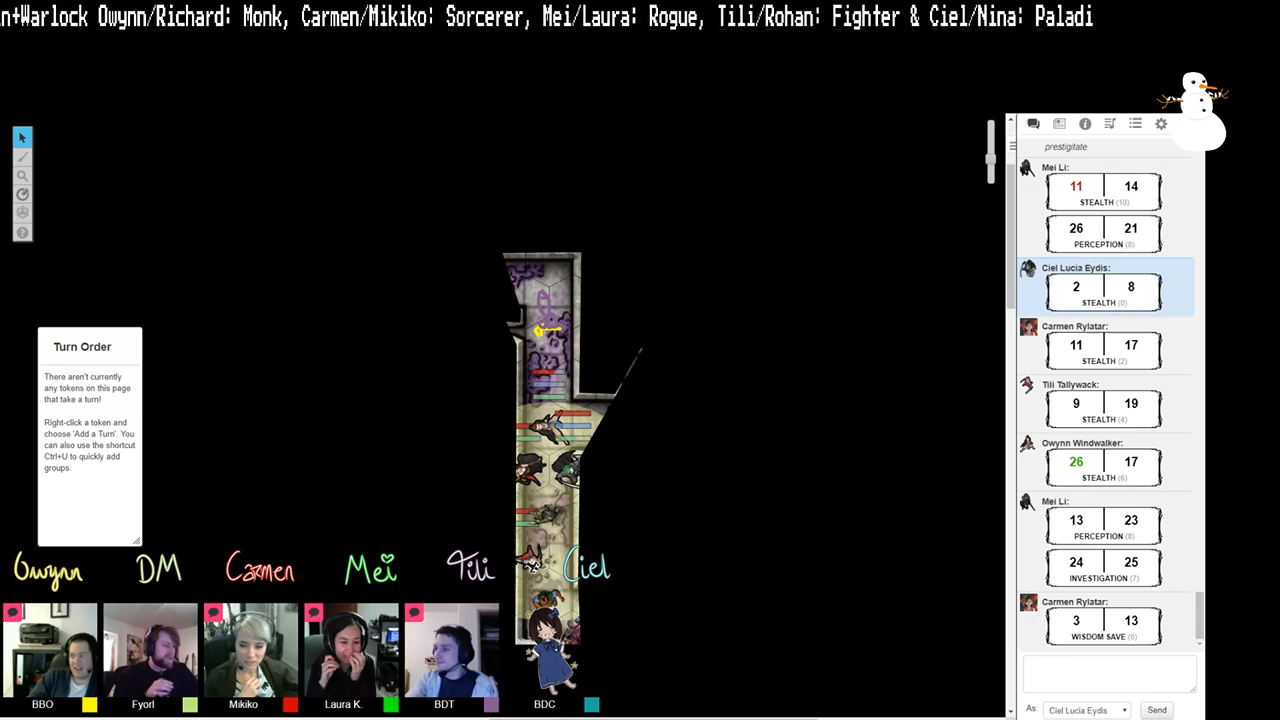 n+Warlock Owynn/Richard: Monk, Carmen/Mikiko: Sorcerer, Mei/Laura: Rogue, Tili/Rohan: Fighter & Ciel/Nina: Paladi
prestigitate
Mei Li:
11 14
STEALTH (10)
26 21
PERCEPTION (8)
Ciel Lucia Eydis:
2 8
STEALTH (0)
Carmen Rylatar:
11 17
STEALTH (2)
Tili Tallywack:
9 19
STEALTH (4)
Owynn Windwalker:
26 17
STEALTH (6)
Mei Li:
13 23
PERCEPTION (8)
24 25
INVESTIGATION (7)
Carmen Rylatar:
3 13
WISDOM SAVE (0)
As: Ciel Lucia Eydis Send
Turn Order
There aren't currently
any tokens on this page
that take a turn!
Right-click a token and
choose 'Add a Turn'. You
can also use the shortcut
Ctrl+U to quickly add
groups.
Owynn DM Carmen Mei Tili Ciel
BBO Fyorl Mikiko Laura K. BDT BDC